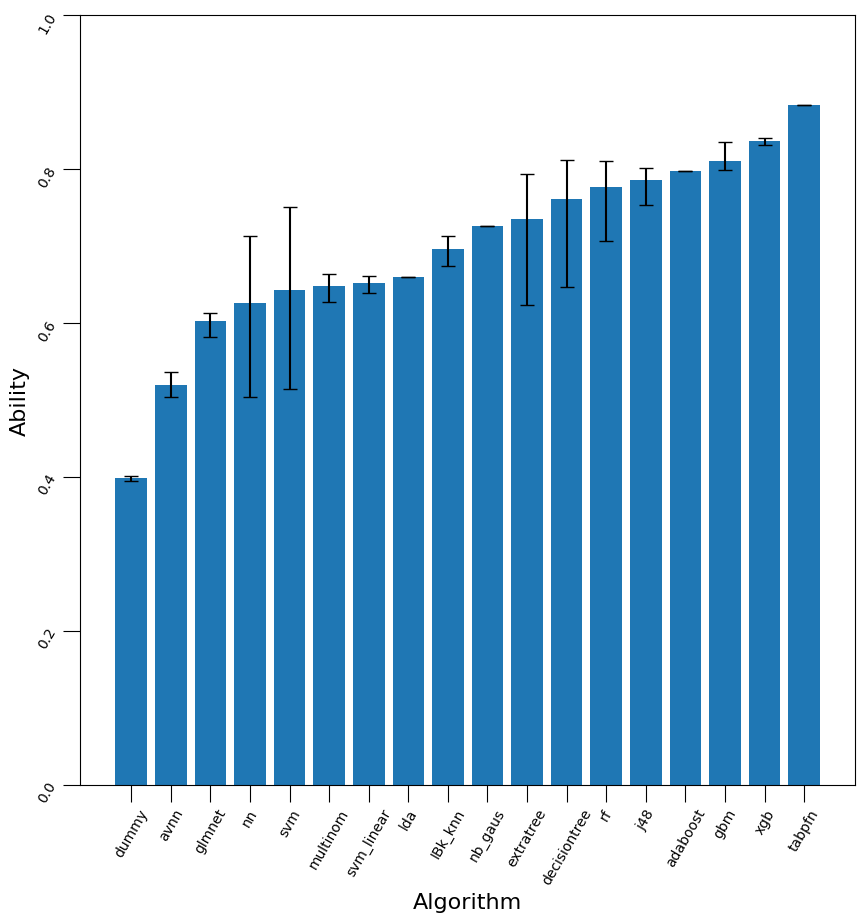 1.0
0.8
0.6
0.4
0.2
0.0
Ability
dummy
avnn
glmnet
nn
svm
multinom
svm_linear
lda
IBk_knn
nb_gaus
extratree
decisiontree
rf
j48
adaboost
gbm
xgb
tabpfn
Algorithm